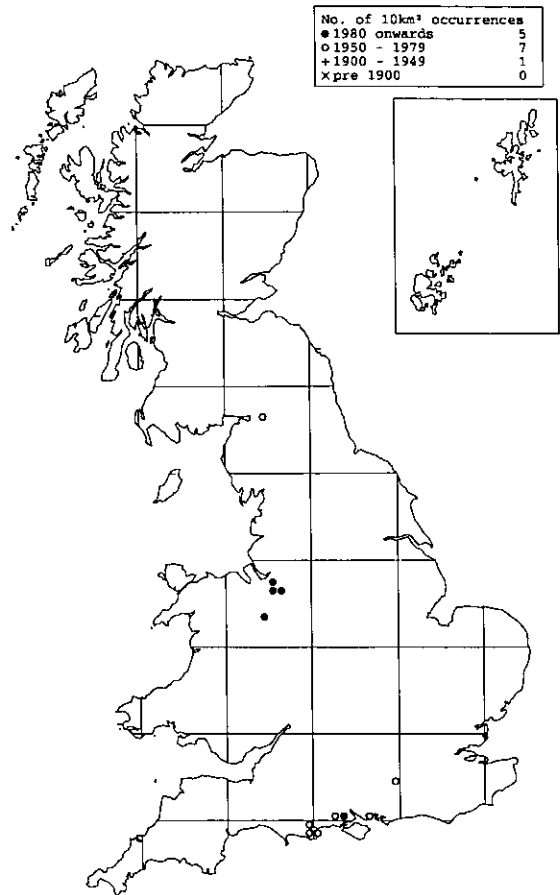 No. of 10km² occurrences
● 1980 onwards 5
○ 1950 - 1979 7
+ 1900 - 1949 1
× pre 1900 0